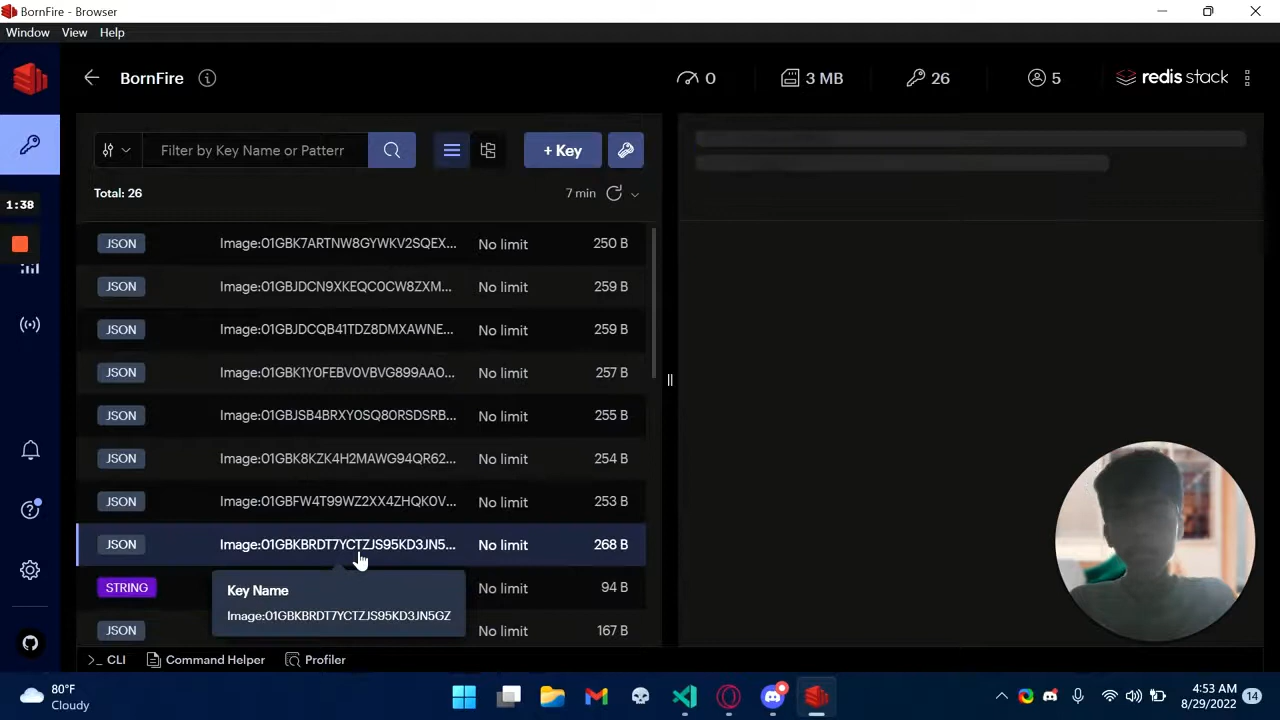 BornFire - Browser
Window View Help
BornFire
0
3 MB
26
5
redis stack
Filter by Key Name or Patterr
+ Key
Total: 26
7 min
1:38
JSON Image:01GBK7ARTNW8GYWKV2SQEX... No limit 250 B
JSON Image:01GBJDCN9XKEQC0CW8ZXM... No limit 259 B
JSON Image:01GBJDCQB41TDZ8DMXAWNE... No limit 259 B
JSON Image:01GBK1Y0FEBV0VBVG899AA0... No limit 257 B
JSON Image:01GBJSB4BRXY0SQ80RSDSRB... No limit 255 B
JSON Image:01GBK8KZK4H2MAWG94QR62... No limit 254 B
JSON Image:01GBFW4T99WZ2XX4ZHQK0V... No limit 253 B
JSON Image:01GBKBRDT7YCTZJS95KD3JN5... No limit 268 B
STRING No limit 94 B
Key Name
Image:01GBKBRDT7YCTZJS95KD3JN5GZ
JSON No limit 167 B
>_ CLI Command Helper Profiler
80°F
Cloudy
4:53 AM
8/29/2022
14